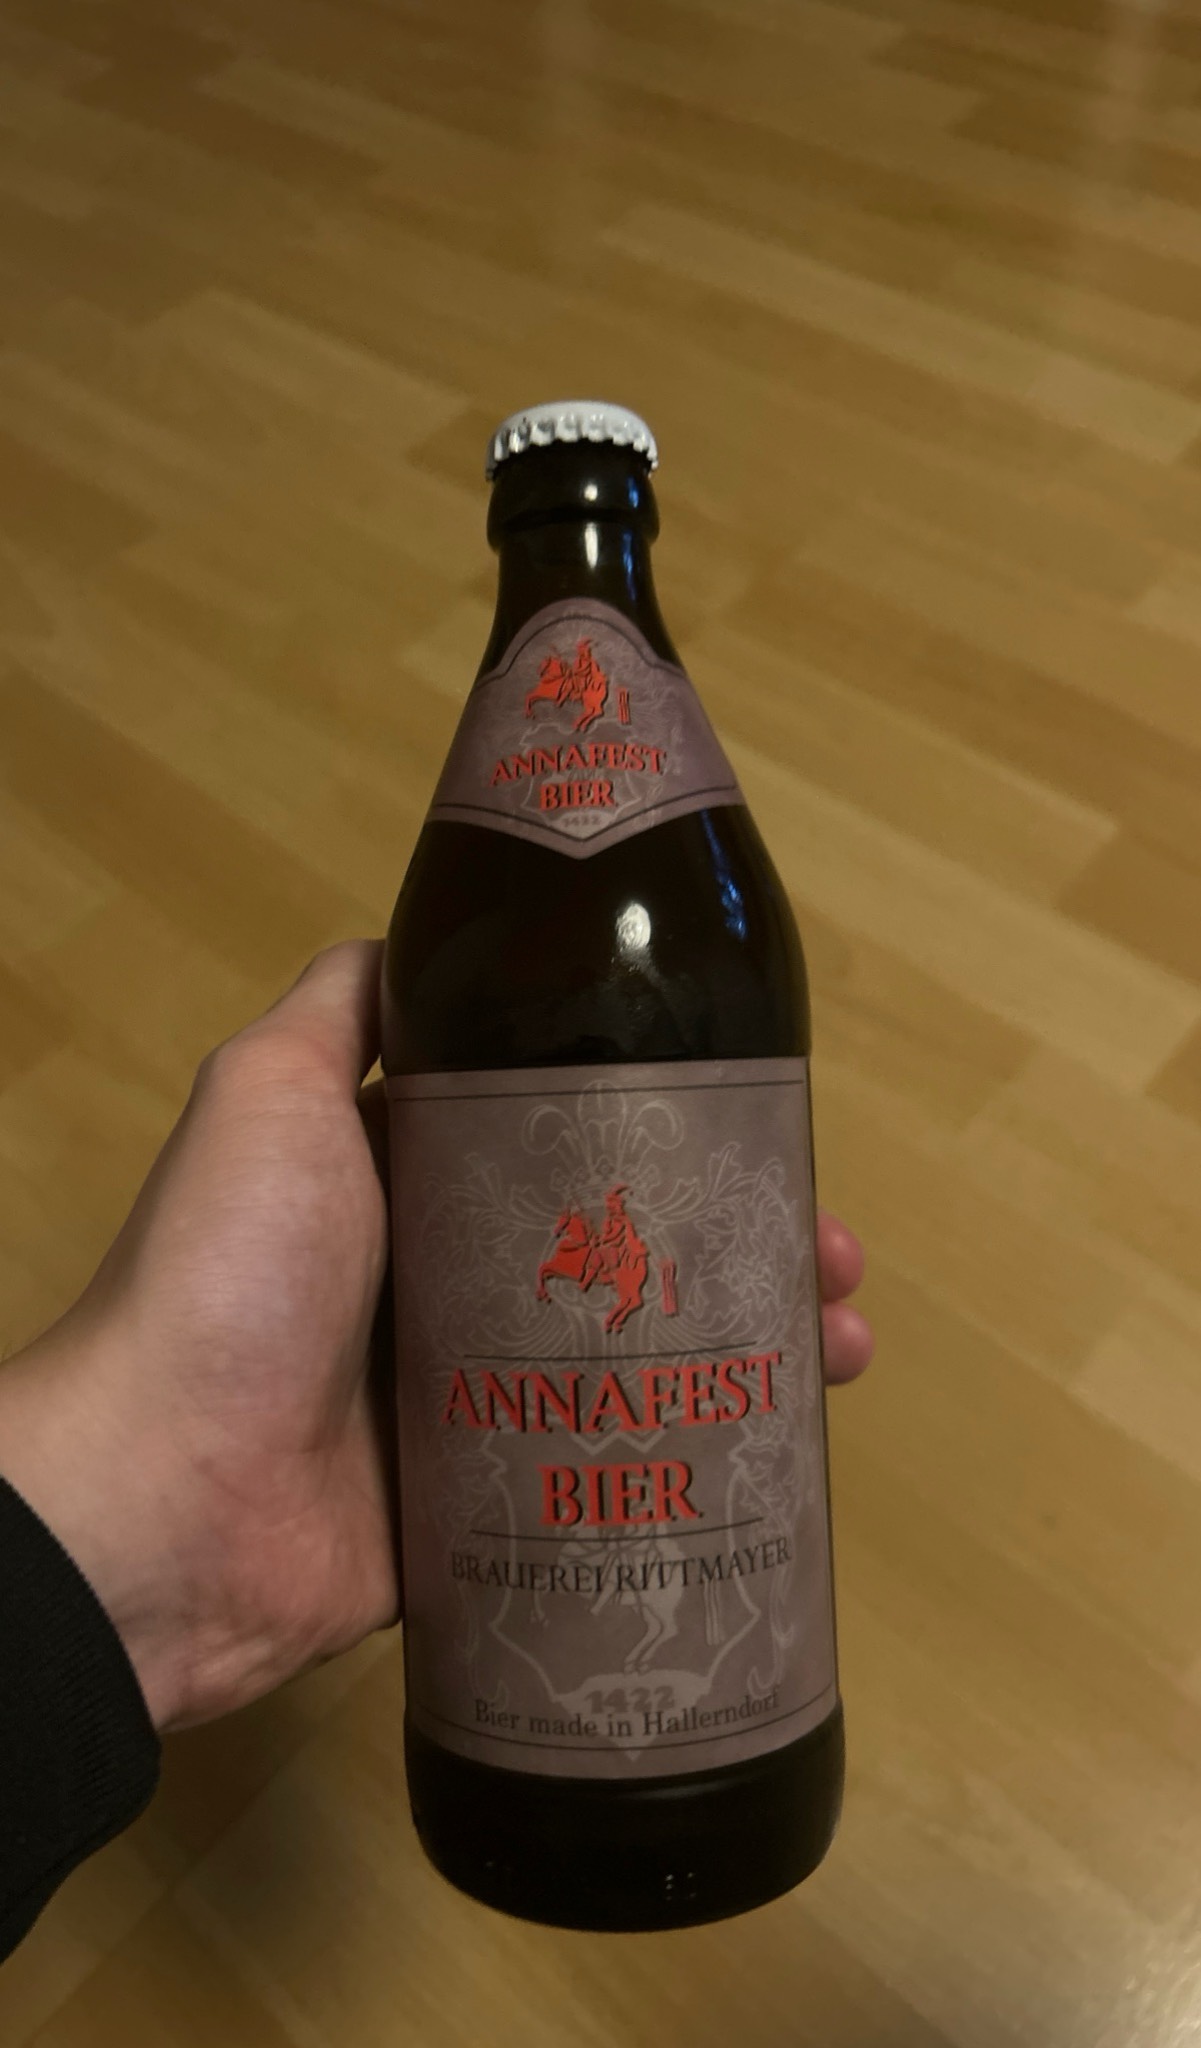 ANNAFEST
BIER
1422
ANNAFEST
BIER
BRAUEREI RITTMAYER
1422
Bier made in Hallerndorf